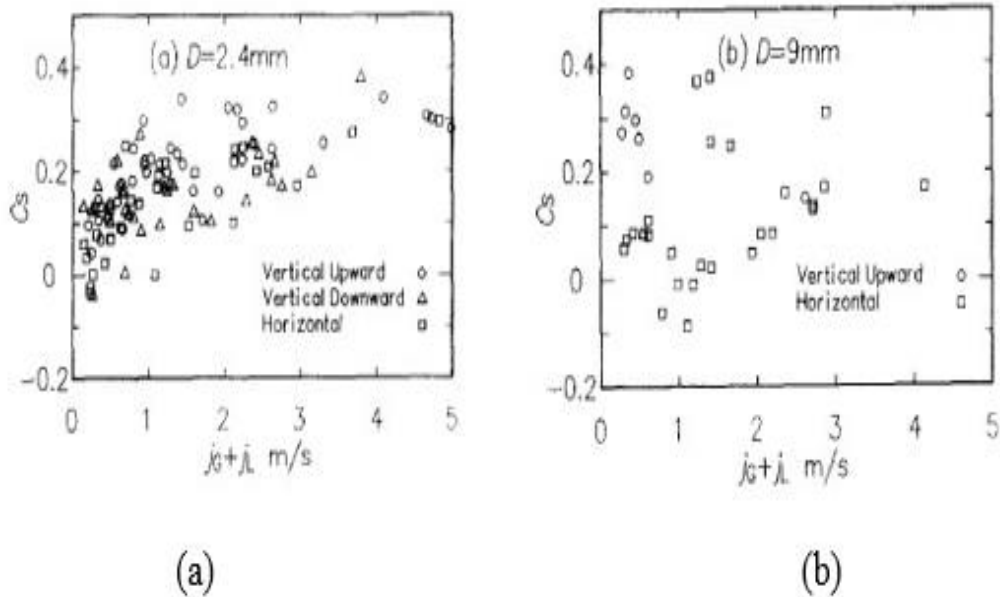 (a) D=2.4mm
0.4
0.2
Cs
0
-0.2
Vertical Upward
Vertical Downward
Horizontal
0 1 2 3 4 5
jG+jL m/s
(b) D=9mm
0.4
0.2
Cs
0
-0.2
Vertical Upward
Horizontal
0 1 2 3 4 5
jG+jL m/s
(a)
(b)